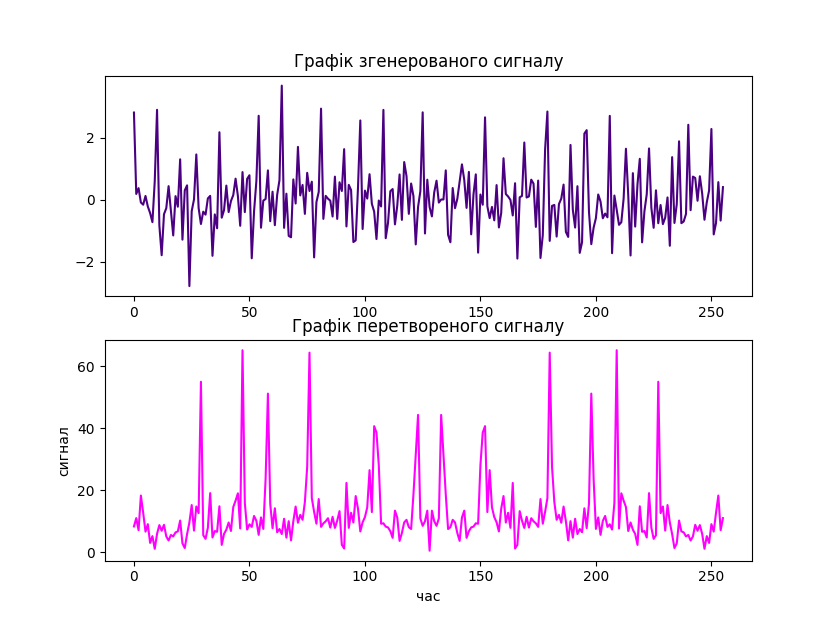 Графік згенерованого сигналу
2
0
−2
0 50 100 150 200 250
Графік перетвореного сигналу
60
40
20
0
сигнал
0 50 100 150 200 250
час